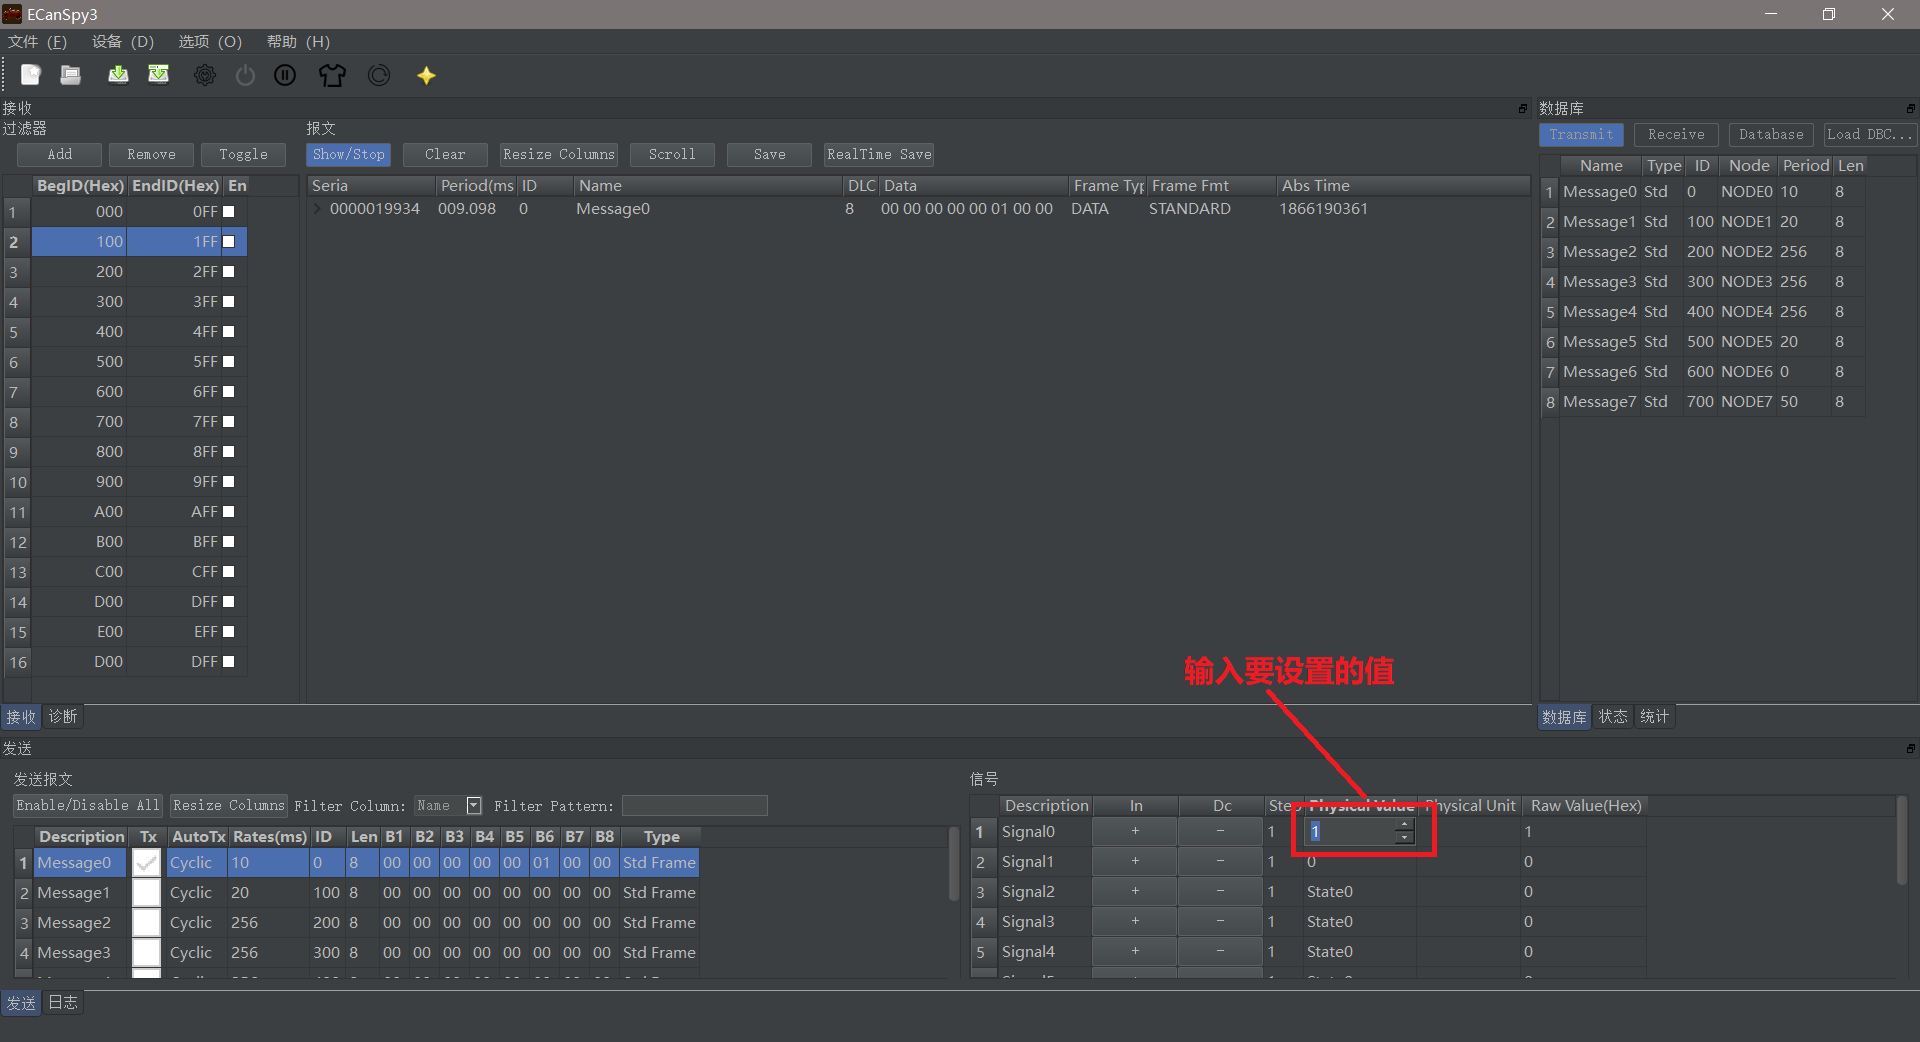 ECanSpy3
文件 (F) 设备 (D) 选项 (O) 帮助 (H)
接收
过滤器
Add Remove Toggle
BegID(Hex) EndID(Hex) En
1 000 0FF
2 100 1FF
3 200 2FF
4 300 3FF
5 400 4FF
6 500 5FF
7 600 6FF
8 700 7FF
9 800 8FF
10 900 9FF
11 A00 AFF
12 B00 BFF
13 C00 CFF
14 D00 DFF
15 E00 EFF
16 D00 DFF
报文
Show/Stop Clear Resize Columns Scroll Save RealTime Save
Seria Period(ms ID Name DLC Data Frame Typ Frame Fmt Abs Time
0000019934 009.098 0 Message0 8 00 00 00 00 00 01 00 00 DATA STANDARD 1866190361
数据库
Transmit Receive Database Load DBC...
Name Type ID Node Period Len
1 Message0 Std 0 NODE0 10 8
2 Message1 Std 100 NODE1 20 8
3 Message2 Std 200 NODE2 256 8
4 Message3 Std 300 NODE3 256 8
5 Message4 Std 400 NODE4 256 8
6 Message5 Std 500 NODE5 20 8
7 Message6 Std 600 NODE6 0 8
8 Message7 Std 700 NODE7 50 8
输入要设置的值
接收 诊断
数据库 状态 统计
发送
发送报文
Enable/Disable All Resize Columns Filter Column: Name Filter Pattern:
Description Tx AutoTx Rates(ms) ID Len B1 B2 B3 B4 B5 B6 B7 B8 Type
1 Message0 Cyclic 10 0 8 00 00 00 00 00 01 00 00 Std Frame
2 Message1 Cyclic 20 100 8 00 00 00 00 00 00 00 00 Std Frame
3 Message2 Cyclic 256 200 8 00 00 00 00 00 00 00 00 Std Frame
4 Message3 Cyclic 256 300 8 00 00 00 00 00 00 00 00 Std Frame
信号
Description In Dc Step Physical Value Physical Unit Raw Value(Hex)
1 Signal0 + − 1 1 1
2 Signal1 + − 1 0 0
3 Signal2 + − 1 State0 0
4 Signal3 + − 1 State0 0
5 Signal4 + − 1 State0 0
发送 日志